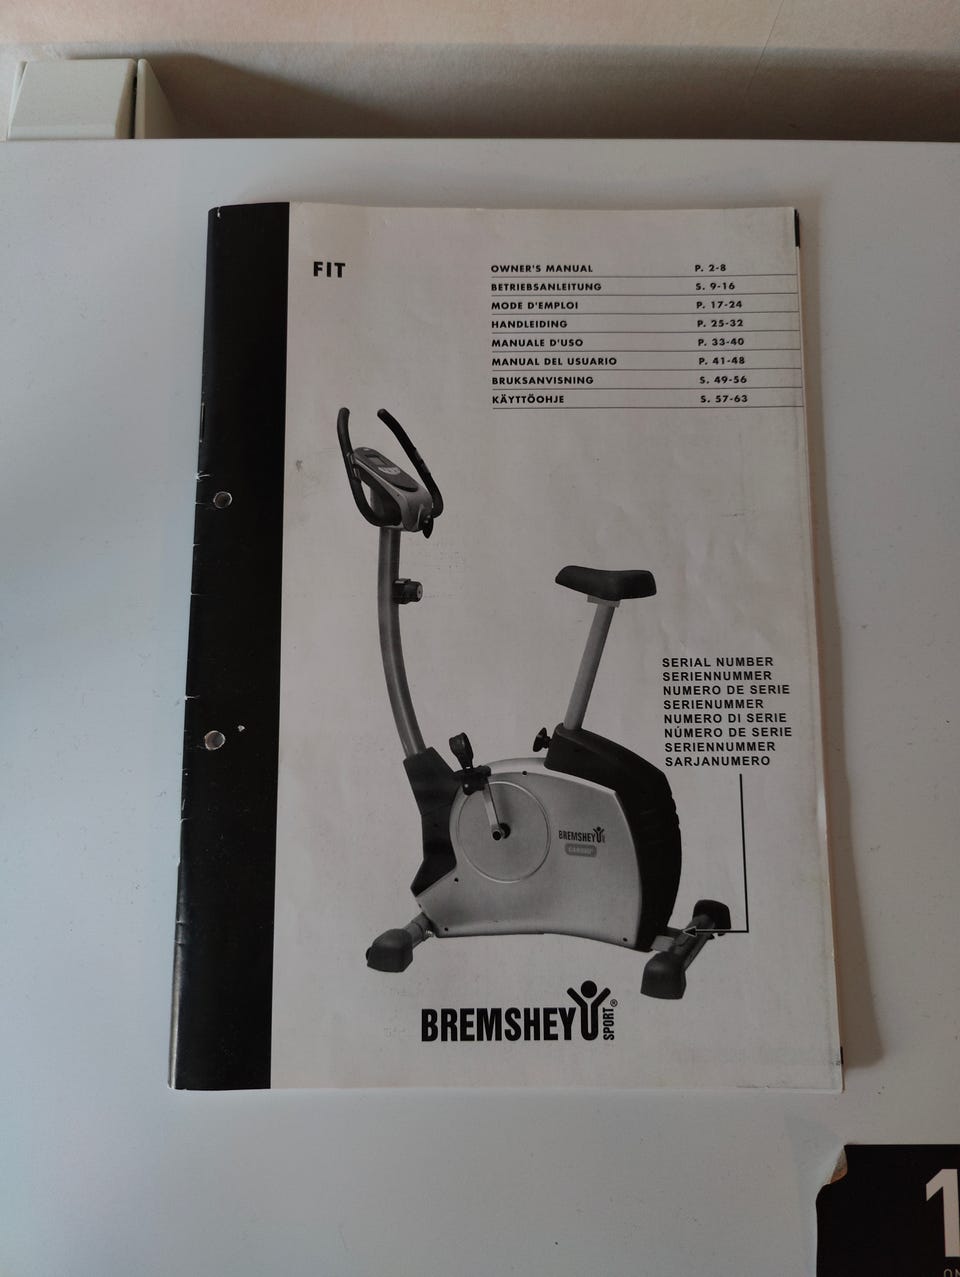 FIT
OWNER'S MANUAL P. 2-8
BETRIEBSANLEITUNG S. 9-16
MODE D'EMPLOI P. 17-24
HANDLEIDING P. 25-32
MANUALE D'USO P. 33-40
MANUAL DEL USUARIO P. 41-48
BRUKSANVISNING S. 49-56
KÄYTTÖOHJE S. 57-63
SERIAL NUMBER
SERIENNUMMER
NUMERO DE SERIE
SERIENUMMER
NUMERO DI SERIE
NÚMERO DE SERIE
SERIENNUMMER
SARJANUMERO
BREMSHEY
BREMSHEY SPORT®
1